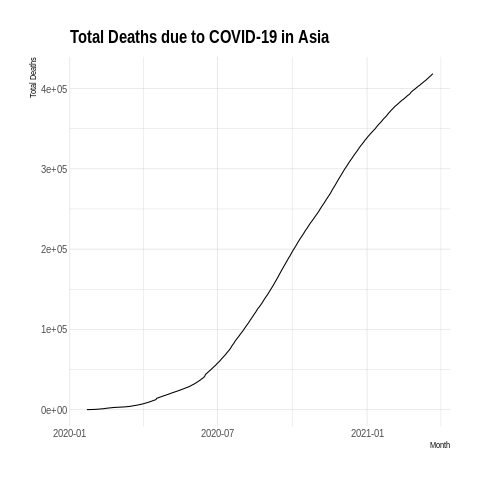 Total Deaths due to COVID-19 in Asia
Total Deaths
4e+05
3e+05
2e+05
1e+05
0e+00
2020-01 2020-07 2021-01
Month